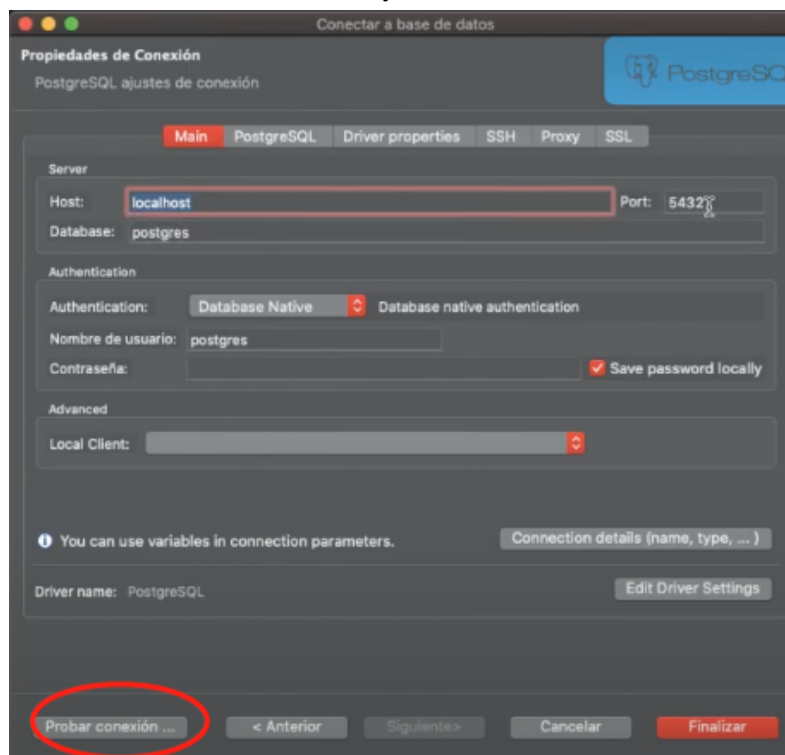 Conectar a base de datos
Propiedades de Conexión
PostgreSQL ajustes de conexión
PostgreSQ
Main PostgreSQL Driver properties SSH Proxy SSL
Server
Host: localhost Port: 5432
Database: postgres
Authentication
Authentication: Database Native Database native authentication
Nombre de usuario: postgres
Contraseña: Save password locally
Advanced
Local Client:
You can use variables in connection parameters. Connection details (name, type, ... )
Driver name: PostgreSQL Edit Driver Settings
Probar conexión ... < Anterior Siguiente> Cancelar Finalizar